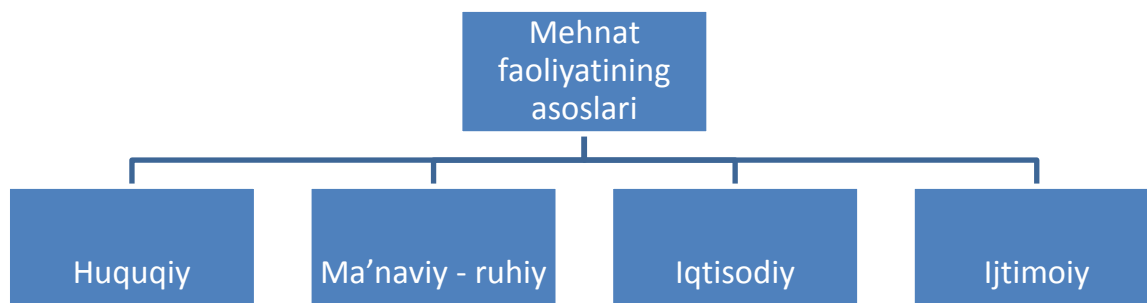 Mehnat
faoliyatining
asoslari
Huquqiy
Ma’naviy - ruhiy
Iqtisodiy
Ijtimoiy